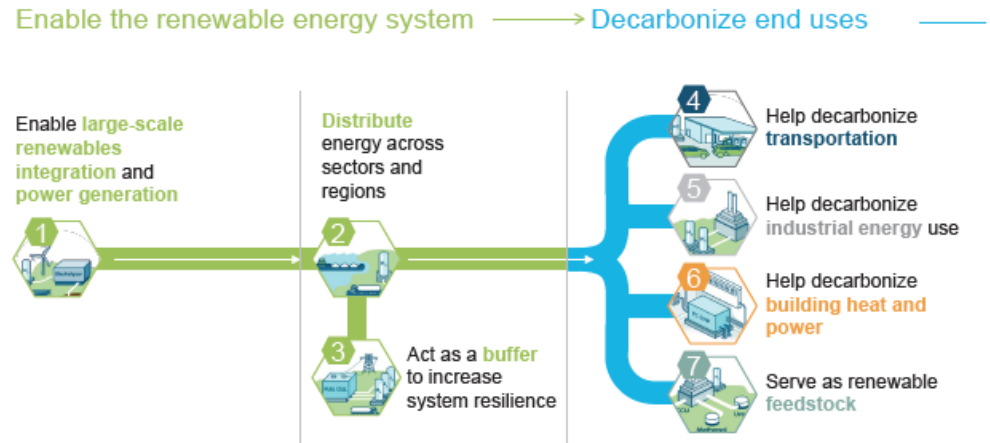 Enable the renewable energy system
Decarbonize end uses
Enable large-scale
renewables
integration and
power generation
1
Distribute
energy across
sectors and
regions
2
3
Act as a buffer
to increase
system resilience
4
Help decarbonize
transportation
5
Help decarbonize
industrial energy use
6
Help decarbonize
building heat and
power
7
Serve as renewable
feedstock